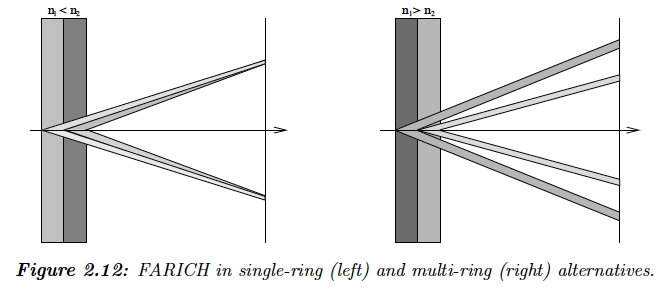 n₁ < n₂
n₁ > n₂
Figure 2.12: FARICH in single-ring (left) and multi-ring (right) alternatives.